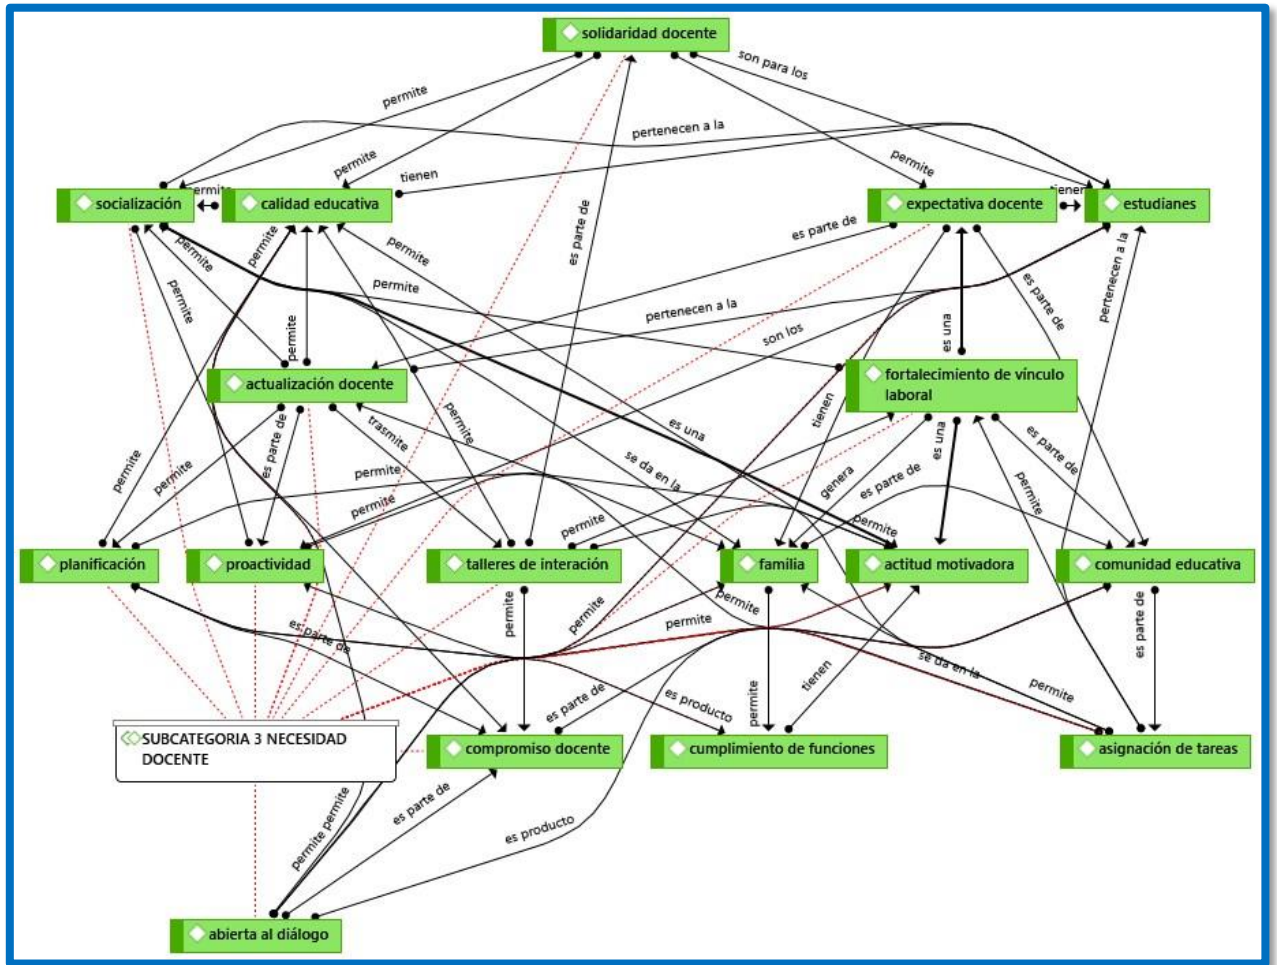 solidaridad docente
son para los
permite
pertenecen a la
permite
tienen
permite
permite
tienen
socialización
calidad educativa
expectativa docente
estudianes
es parte de
es parte de
permite
permite
permite
permite
permite
pertenecen a la
es parte de
pertenecen a la
son los
permite
es una
actualización docente
fortalecimiento de vínculo
laboral
tienen
trasmite
permite
es una
es una
es parte de
es parte de
permite
permite
permite
se da en la
genera
es parte de
permite
permite
permite
permite
planificación
proactividad
talleres de interación
familia
actitud motivadora
comunidad educativa
permite
permite
permite
permite
es parte de
es parte de
se da en la
permite
tienen
permite
es parte de
es producto
SUBCATEGORIA 3 NECESIDAD
DOCENTE
compromiso docente
cumplimiento de funciones
asignación de tareas
permite permite
es parte de
es producto
abierta al diálogo